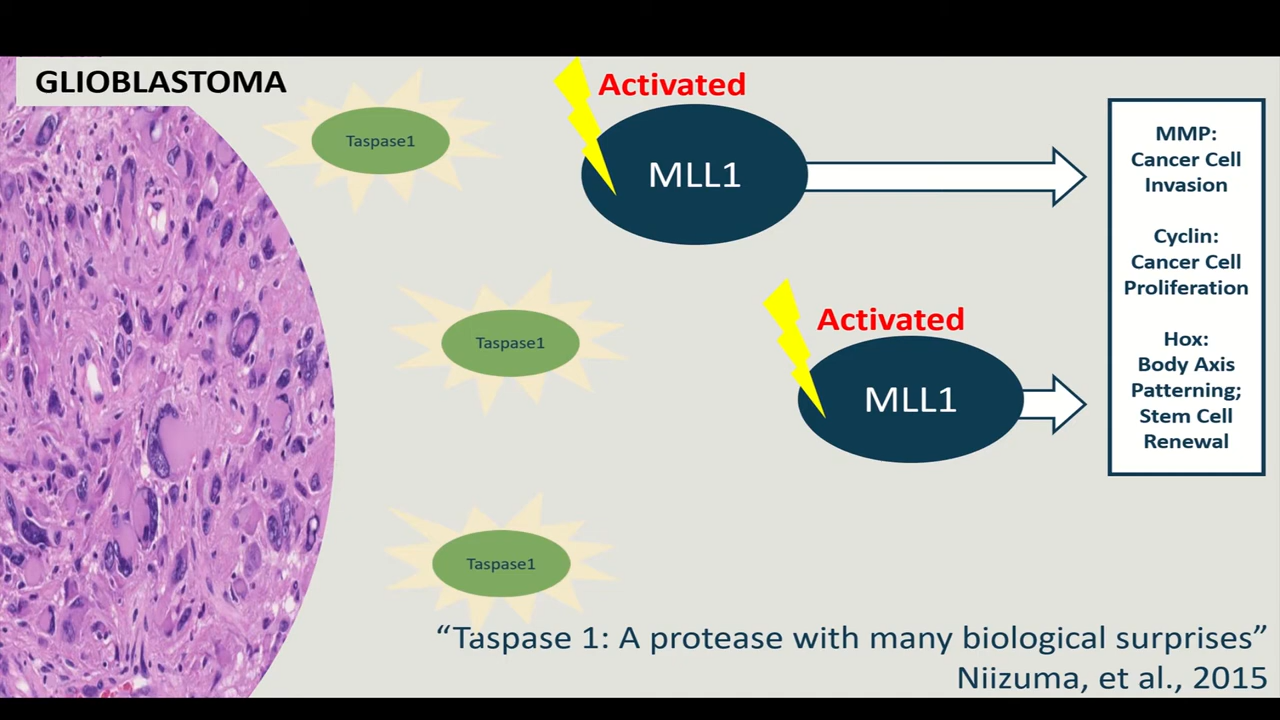 GLIOBLASTOMA
Taspase1
Activated
MLL1
Taspase1
Activated
MLL1
Taspase1
MMP:
Cancer Cell
Invasion
Cyclin:
Cancer Cell
Proliferation
Hox:
Body Axis
Patterning;
Stem Cell
Renewal
“Taspase 1: A protease with many biological surprises”
Niizuma, et al., 2015